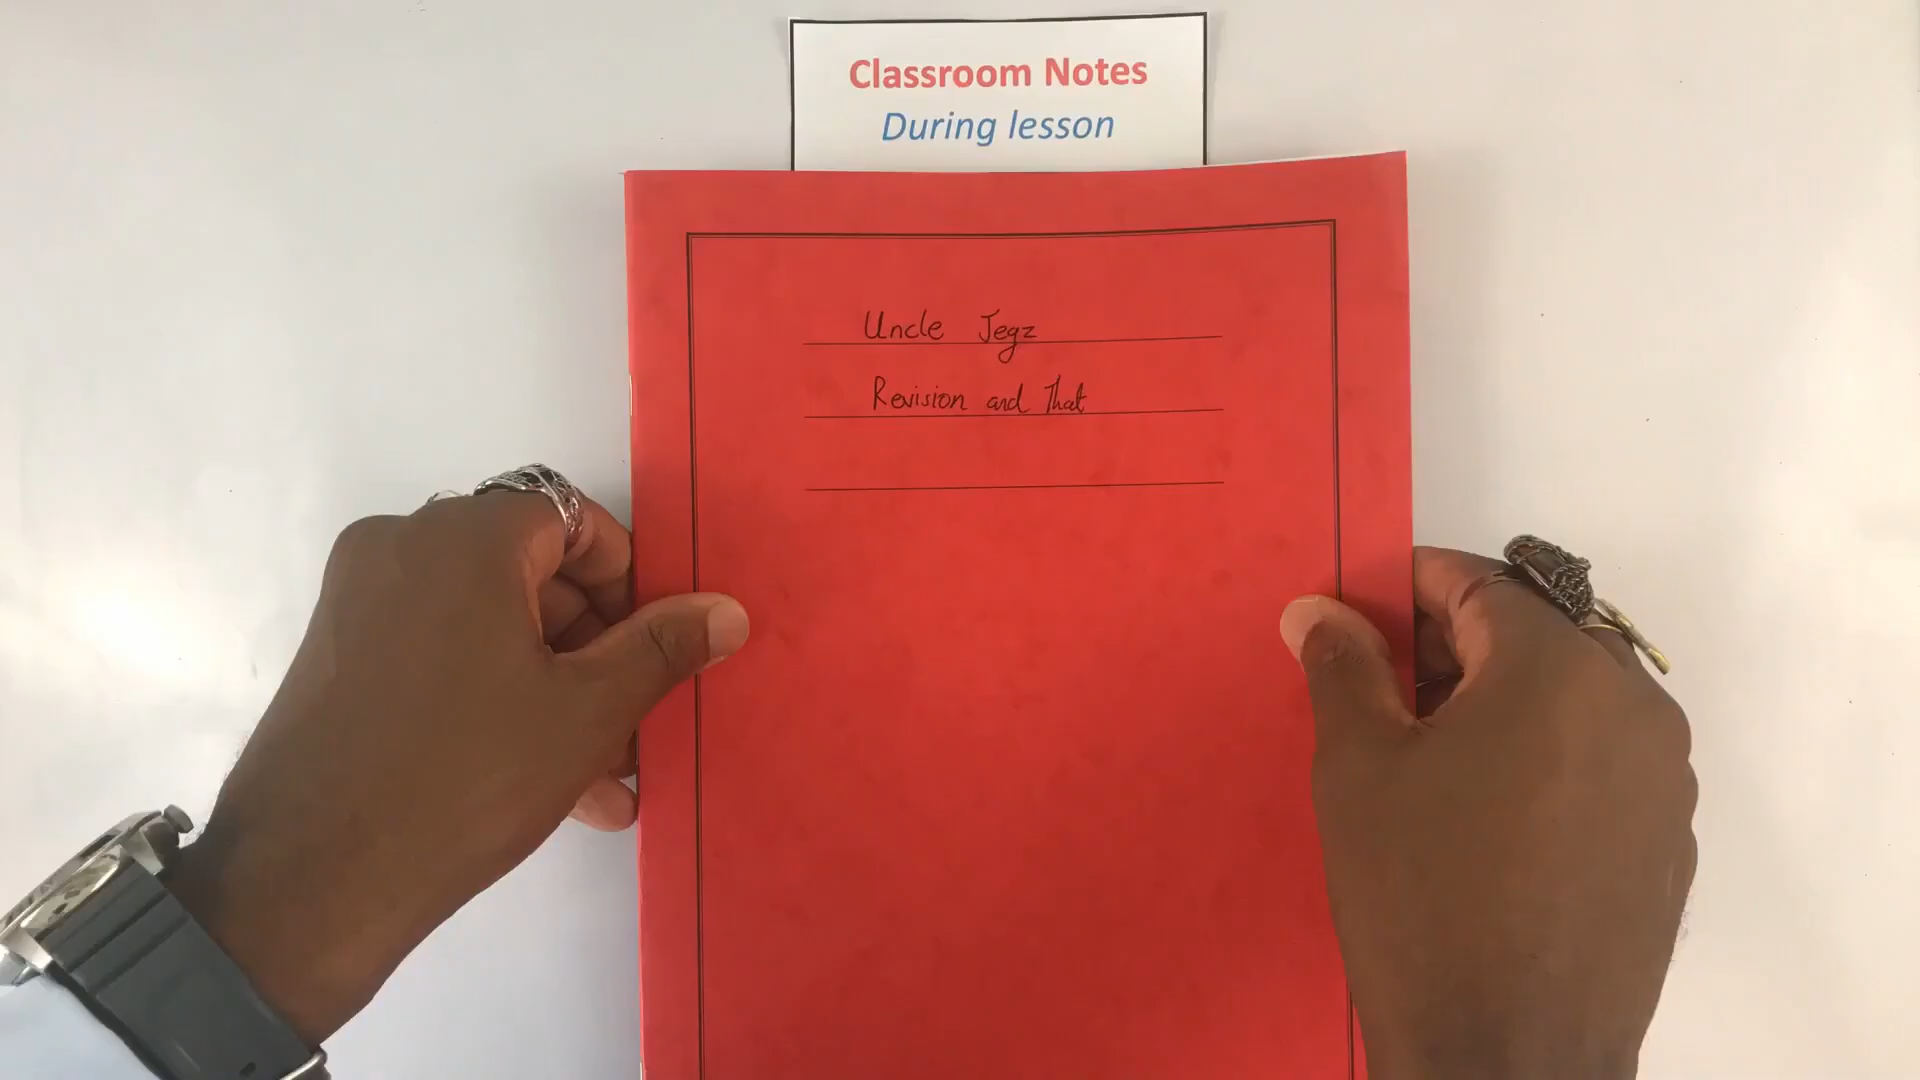 Classroom Notes
During lesson
Uncle Jegz
Revision and That